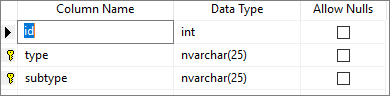 Column Name Data Type Allow Nulls
id int
type nvarchar(25)
subtype nvarchar(25)